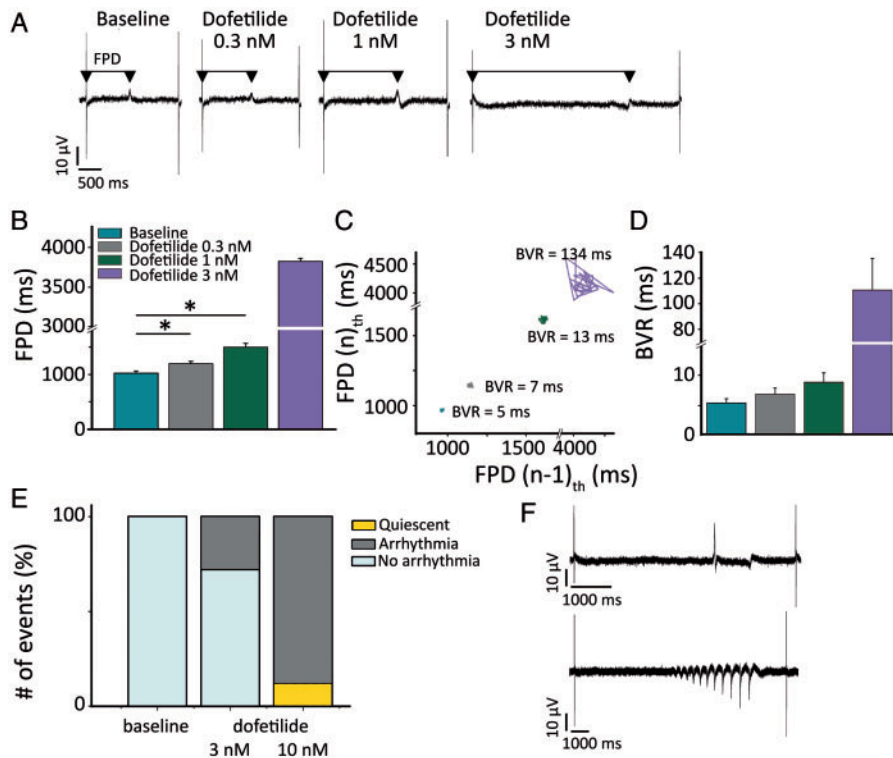 A
Baseline
Dofetilide
0.3 nM
Dofetilide
1 nM
Dofetilide
3 nM
FPD
10 µV
500 ms
B
FPD (ms)
4000
3500
3000
1000
0
Baseline
Dofetilide 0.3 nM
Dofetilide 1 nM
Dofetilide 3 nM
*
*
C
FPD (n)th (ms)
4500
4000
1500
1000
BVR = 134 ms
BVR = 13 ms
BVR = 7 ms
BVR = 5 ms
1000
1500
4000
FPD (n-1)th (ms)
D
BVR (ms)
140
120
100
80
60
10
5
0
E
# of events (%)
100
0
baseline
dofetilide
3 nM
10 nM
Quiescent
Arrhythmia
No arrhythmia
F
10 µV
1000 ms
10 µV
1000 ms